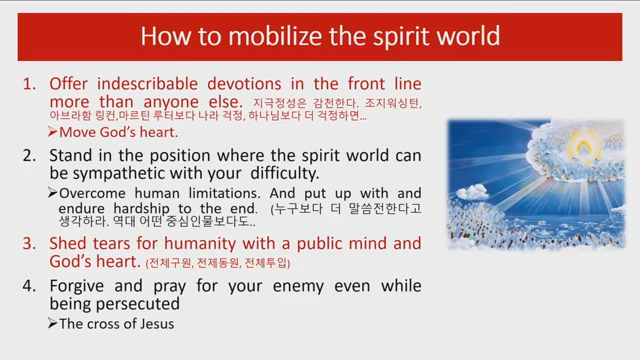 How to mobilize the spirit world
1. Offer indescribable devotions in the front line
more than anyone else. 지극정성은 감천한다. 조지워싱턴,
아브라함 링컨,마르틴 루터보다 나라 걱정, 하나님보다 더 걱정하면...
➢Move God's heart.
2. Stand in the position where the spirit world can
be sympathetic with your difficulty.
➢Overcome human limitations. And put up with and
endure hardship to the end. (누구보다 더 말씀전한다고
생각하라. 역대 어떤 중심인물보다도...
3. Shed tears for humanity with a public mind and
God's heart. (전체구원, 전제동원, 전체투입)
4. Forgive and pray for your enemy even while
being persecuted
➢The cross of Jesus